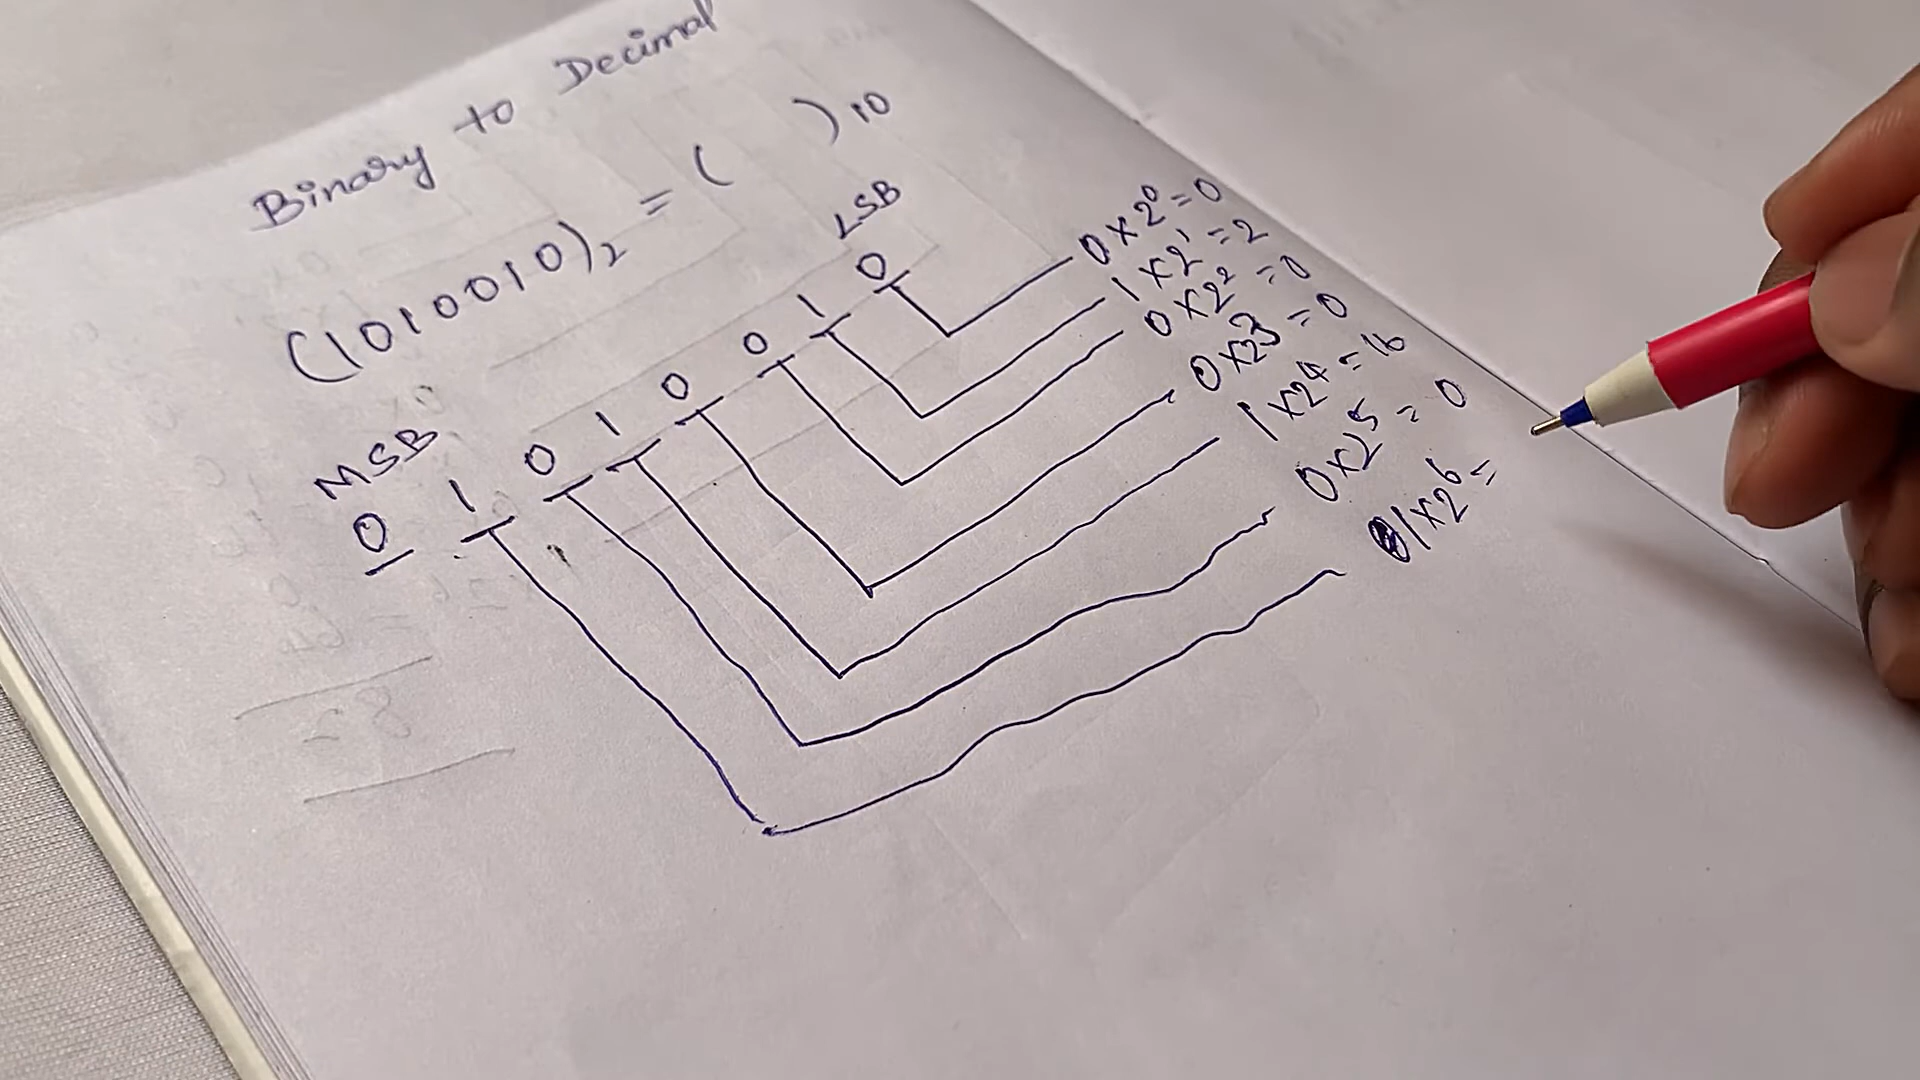 Binary to Decimal
(1010010)2 = ( )10
MSB LSB
0 1 0 1 0 0 1 0
0 x 2⁰ = 0
1 x 2¹ = 2
0 x 2² = 0
0 x 2³ = 0
1 x 2⁴ = 16
0 x 2⁵ = 0
1 x 2⁶ =